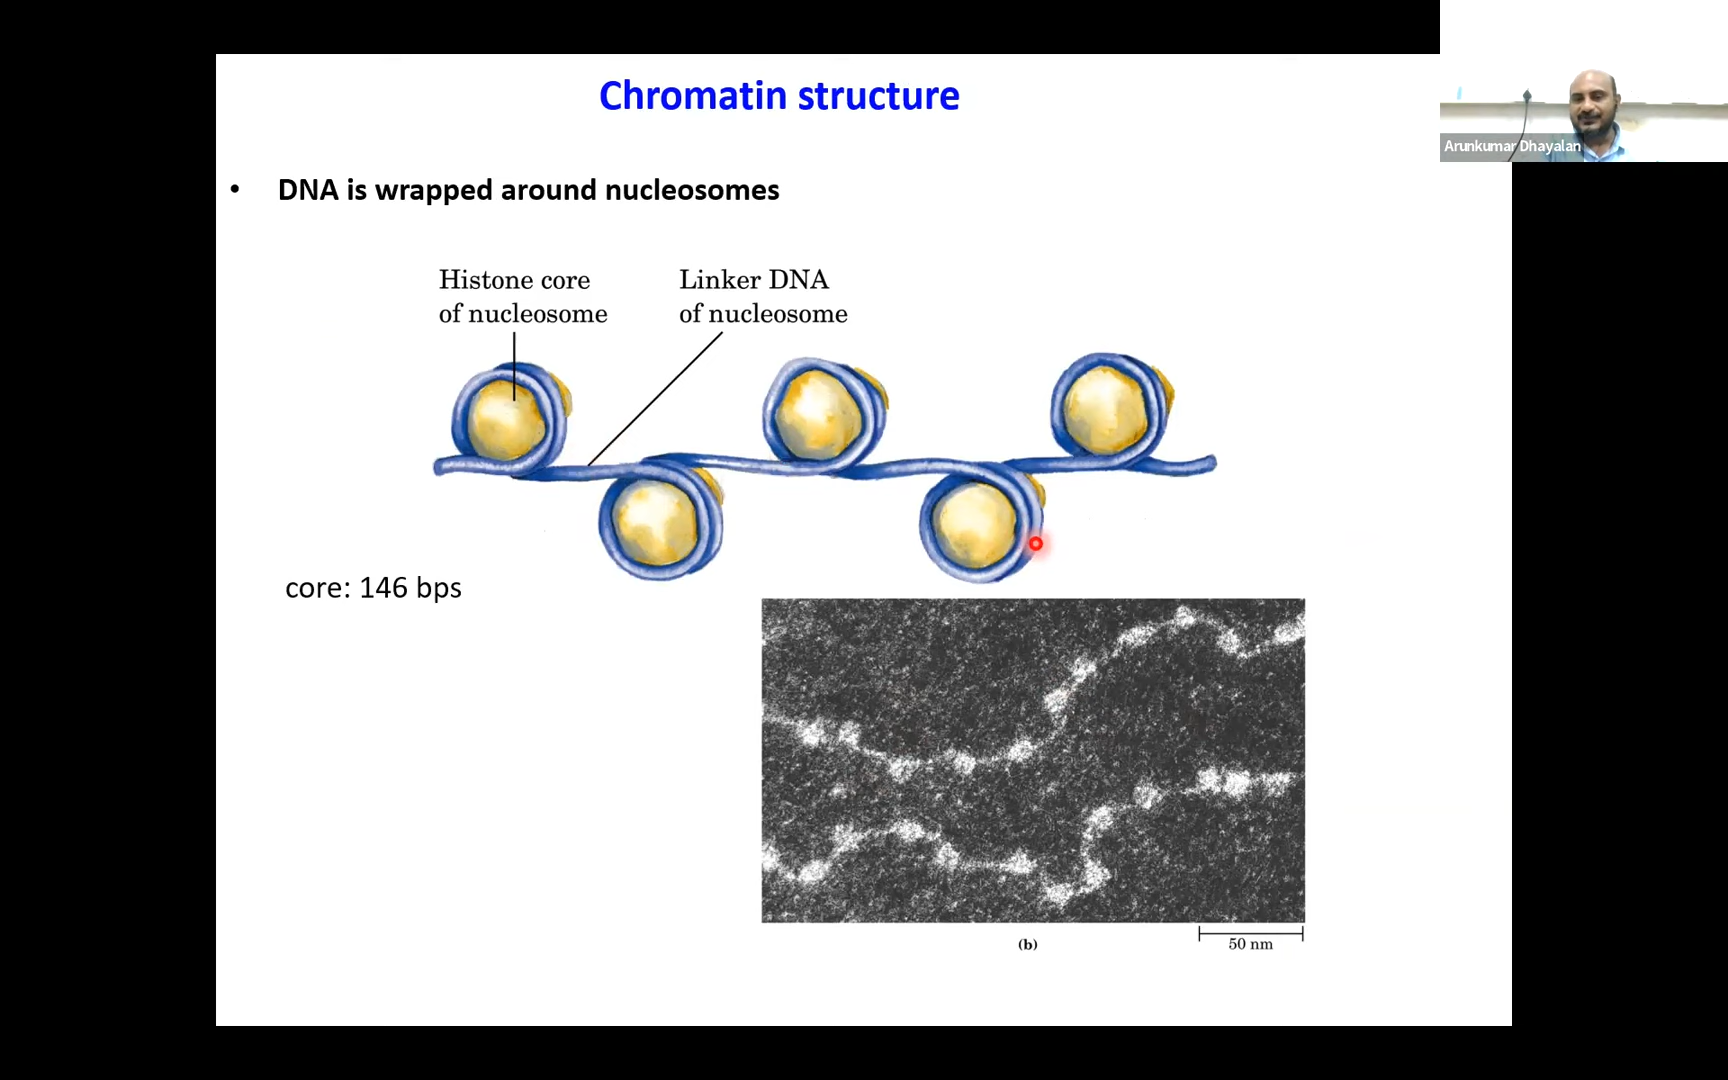 Chromatin structure
Arunkumar Dhayalan
• DNA is wrapped around nucleosomes
Histone core
of nucleosome
Linker DNA
of nucleosome
core: 146 bps
(b)
50 nm